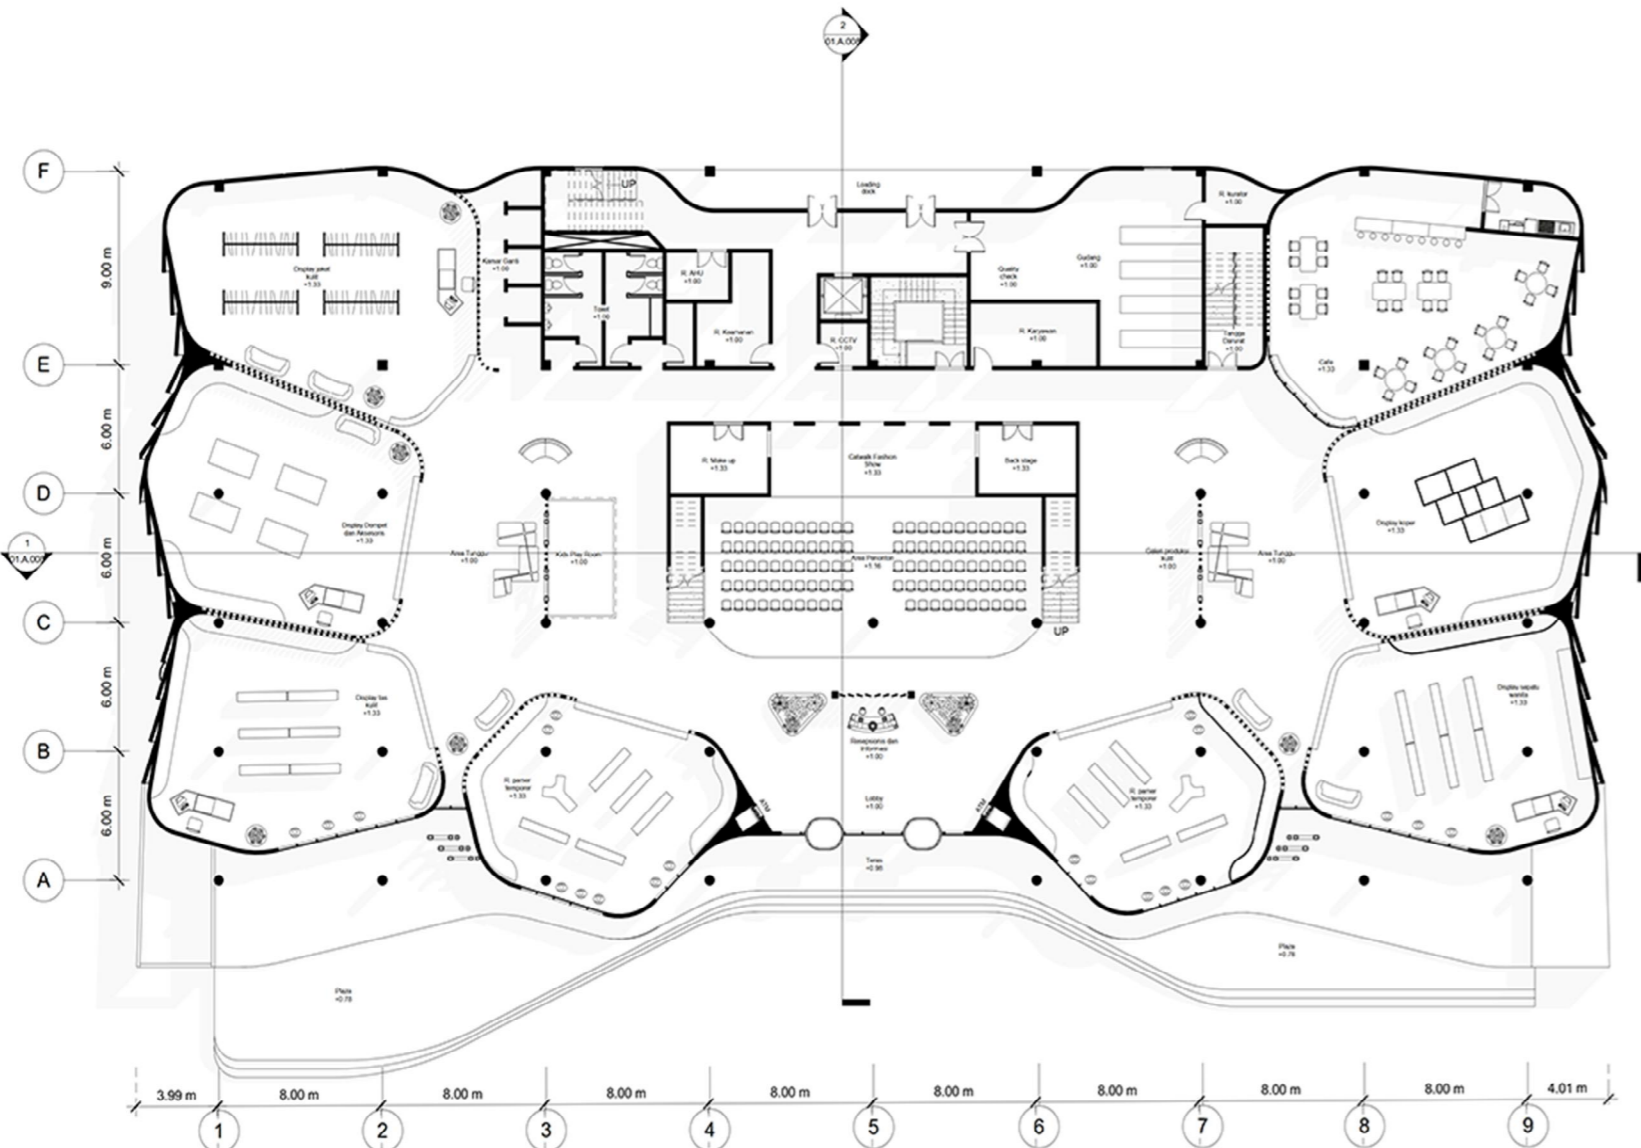 2
01.A.008
F
UP
Loading
dock
R. kurator
+1.00
9.00 m
Display jaket
kulit
+1.33
Kamar Ganti
+1.00
R. AHU
+1.00
Quality
check
+1.00
Gudang
+1.00
Toilet
+1.16
R. Keamanan
+1.00
R. CCTV
+1.00
R. Karyawan
+1.00
Tangga
Darurat
+1.00
Cafe
+1.33
E
6.00 m
R. Make up
+1.33
Catwalk Fashion
Show
+1.33
Back stage
+1.33
D
Display Dompet
dan Aksesoris
+1.33
Display koper
+1.33
1
6.00 m
Area Tunggu
+1.00
Kids Play Room
+1.00
Area Penonton
+1.16
+1.00
Area Tunggu
+1.00
C
UP
6.00 m
Display tas
kulit
+1.33
Display sepatu
wanita
+1.33
B
Resepsionis dan
Informasi
+1.00
R. pamer
temporer
+1.33
R. pamer
temporer
+1.33
Lobby
+1.00
ATM
ATM
6.00 m
A
Teras
+0.98
Plaza
+0.78
Plaza
+0.78
3.99 m
8.00 m
8.00 m
8.00 m
8.00 m
8.00 m
8.00 m
8.00 m
8.00 m
4.01 m
1
2
3
4
5
6
7
8
9